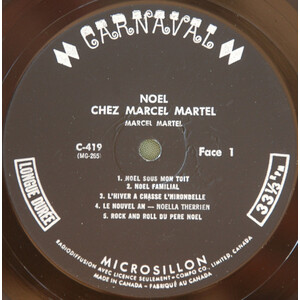 CARNAVAL
NOEL
CHEZ MARCEL MARTEL
MARCEL MARTEL
C-419
(MG-265)
Face 1
LONGUE DURÉE
33⅓ R.P.M.
1. NOEL SOUS MON TOIT
2. NOEL FAMILIAL
3. L'HIVER A CHASSE L'HIRONDELLE
4. LE NOUVEL AN — NOELLA THERRIEN
5. ROCK AND ROLL DU PERE NOEL
MICROSILLON
RADIODIFFUSION AVEC LICENCE SEULEMENT—COMPO CO. LIMITED, CANADA
MADE IN CANADA — FABRIQUÉ AU CANADA